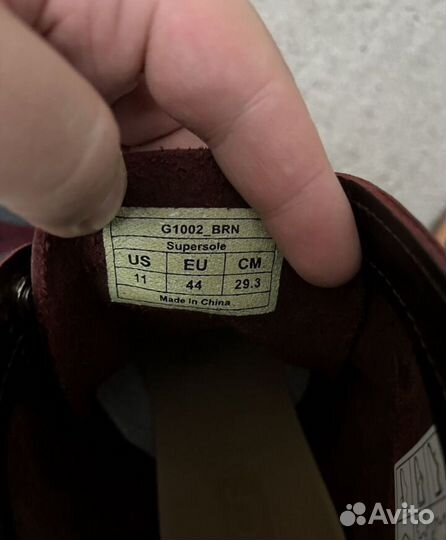 G1002_BRN
Supersole
US EU CM
11 44 29.3
Made in China
Avito